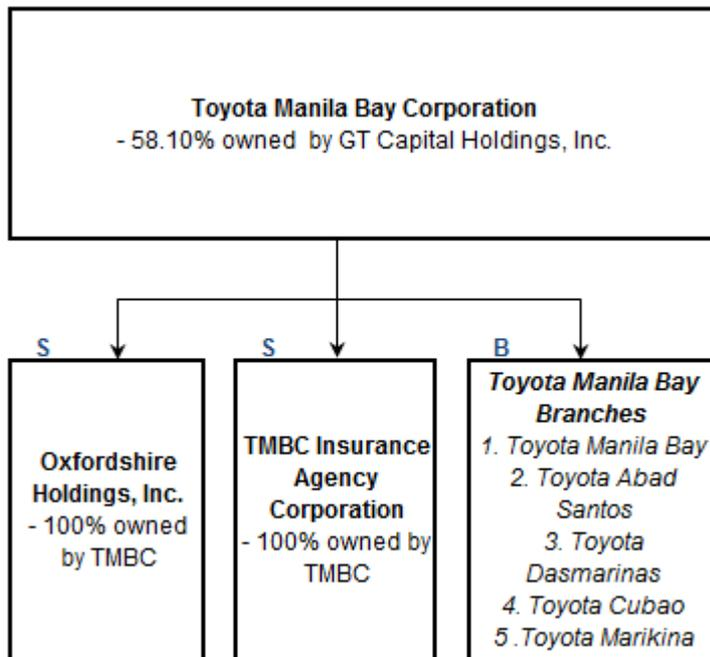 Toyota Manila Bay Corporation
- 58.10% owned  by GT Capital Holdings, Inc.
S
Oxfordshire
Holdings, Inc.
- 100% owned
by TMBC
S
TMBC Insurance
Agency
Corporation
- 100% owned by
TMBC
B
Toyota Manila Bay
Branches
1. Toyota Manila Bay
2. Toyota Abad
Santos
3. Toyota
Dasmarinas
4. Toyota Cubao
5 .Toyota Marikina